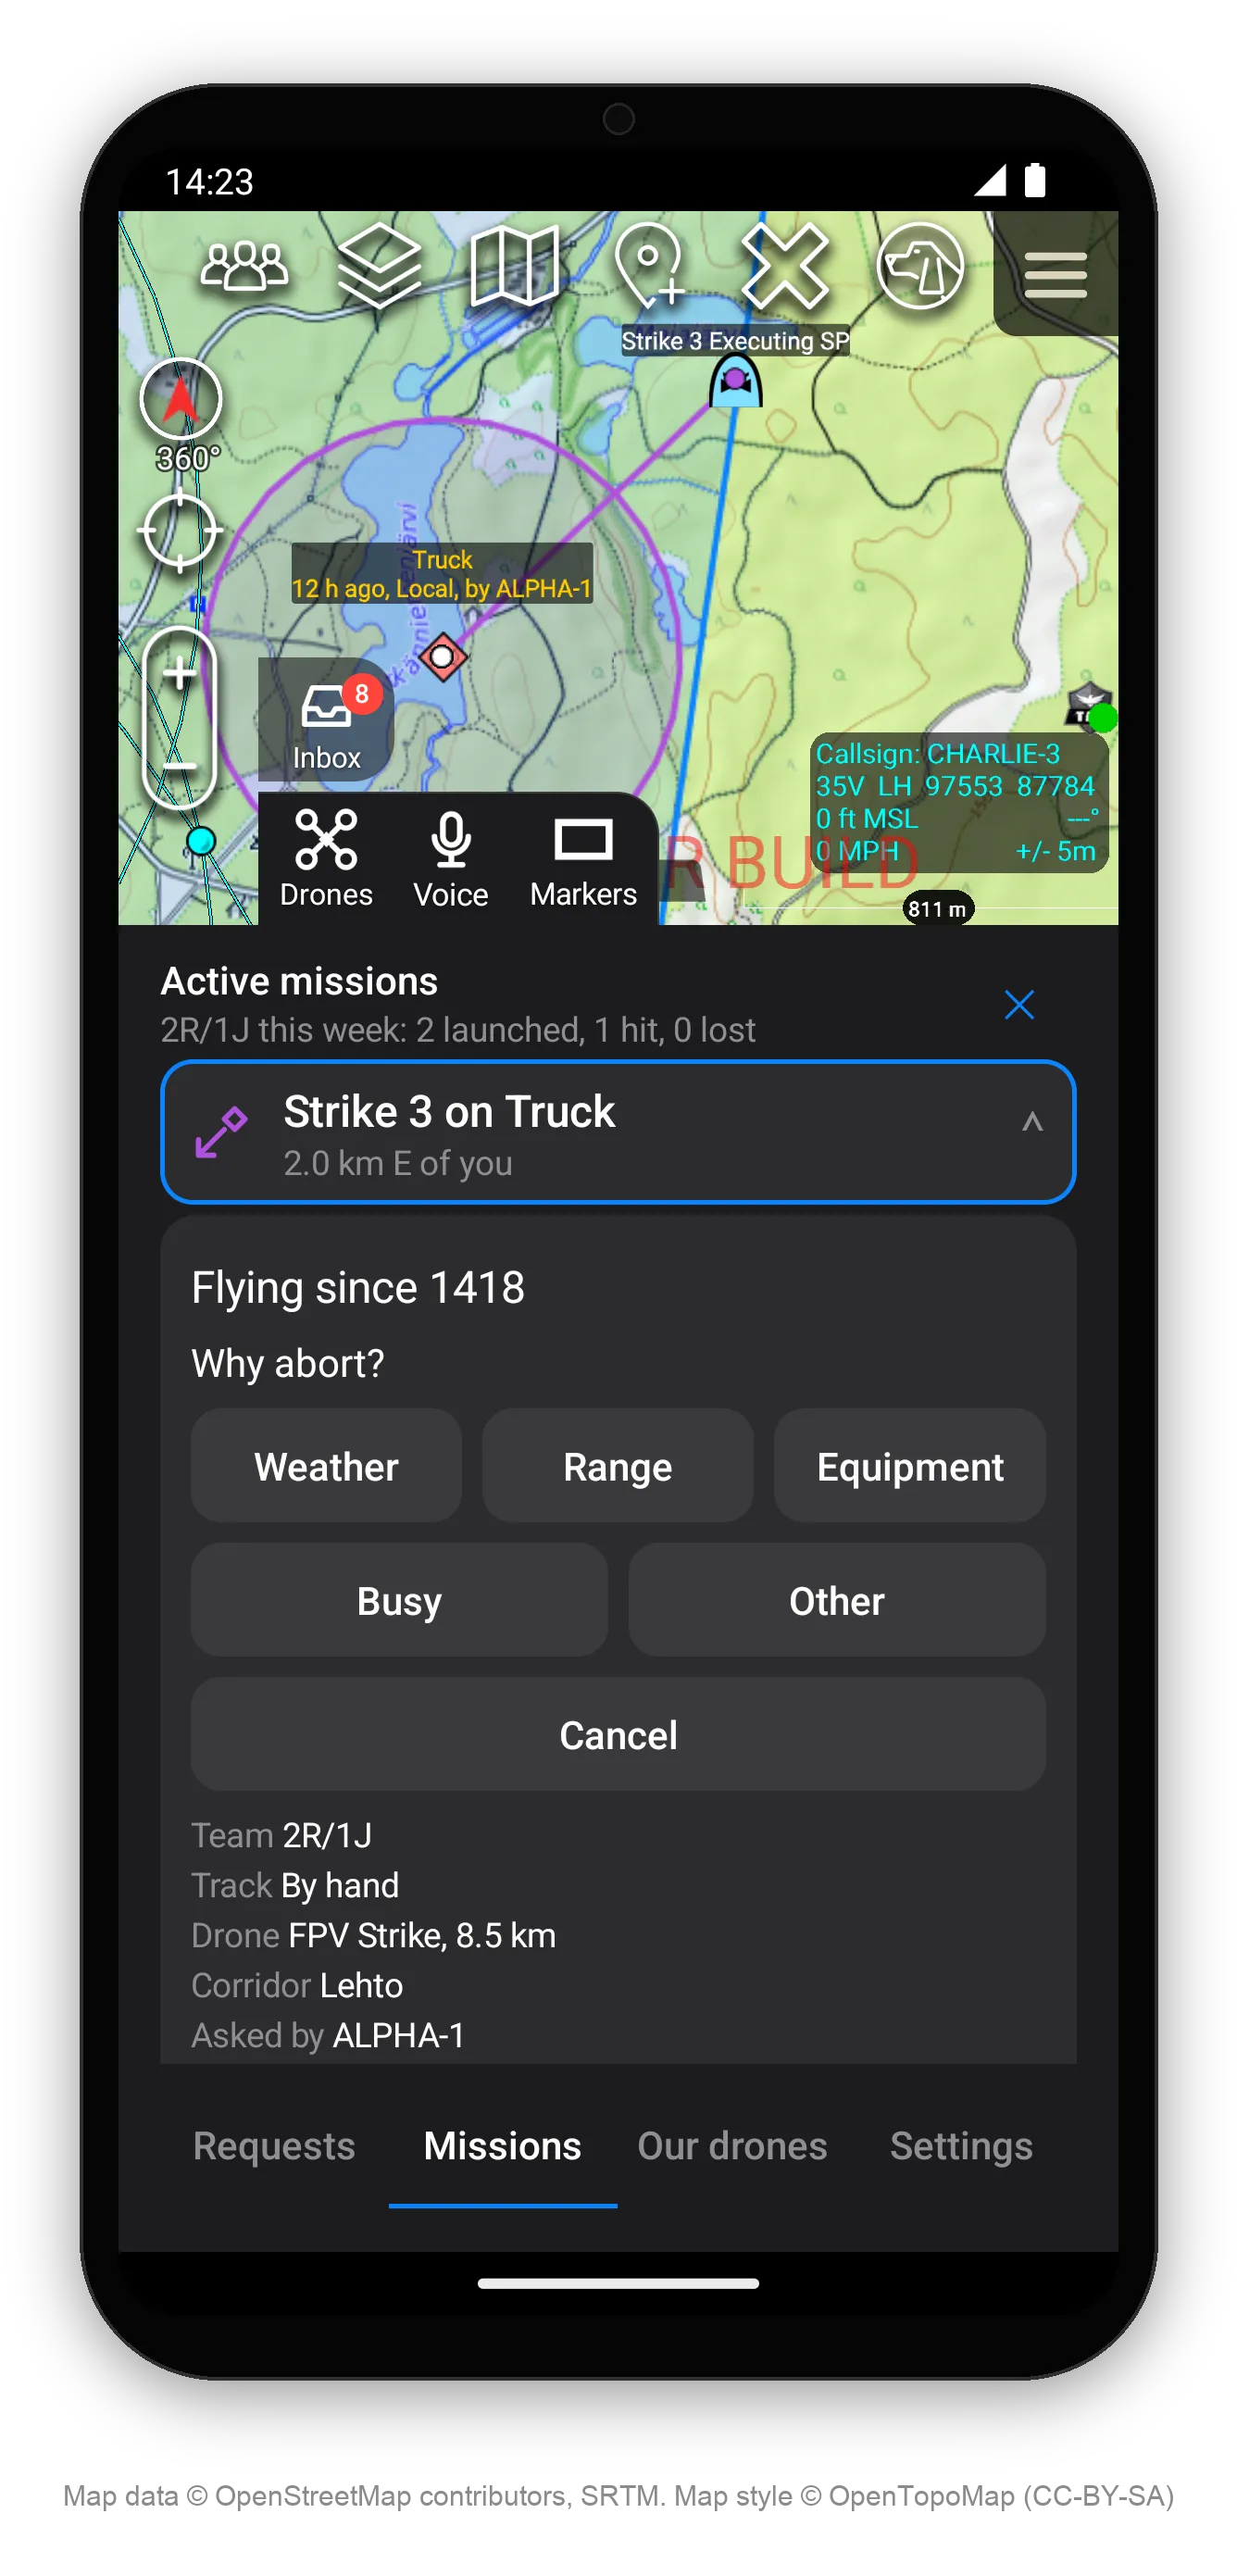 14:23
Strike 3 Executing SP
360°
Truck
12 h ago, Local, by ALPHA-1
8
Inbox
Drones
Voice
Markers
R BUILD
Callsign: CHARLIE-3
35V LH 97553 87784
0 ft MSL ---°
0 MPH +/- 5m
811 m
Active missions
2R/1J this week: 2 launched, 1 hit, 0 lost
Strike 3 on Truck
2.0 km E of you
Flying since 1418
Why abort?
Weather
Range
Equipment
Busy
Other
Cancel
Team 2R/1J
Track By hand
Drone FPV Strike, 8.5 km
Corridor Lehto
Asked by ALPHA-1
Requests
Missions
Our drones
Settings
Map data © OpenStreetMap contributors, SRTM. Map style © OpenTopoMap (CC-BY-SA)